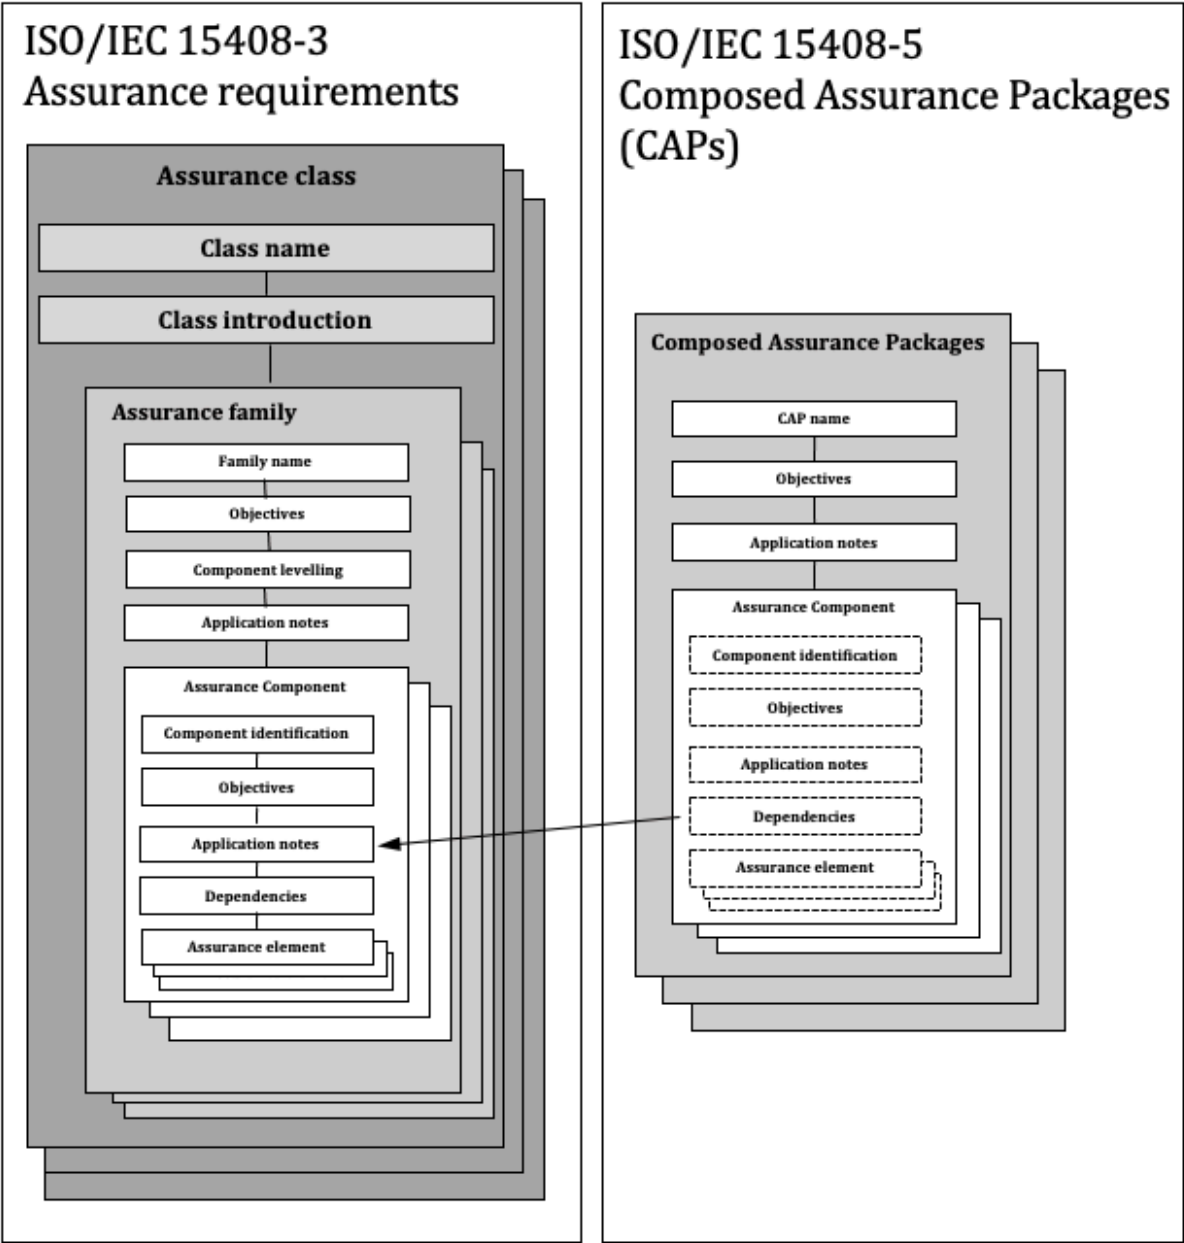 ISO/IEC 15408-3
Assurance requirements
Assurance class
Class name
Class introduction
Assurance family
Family name
Objectives
Component levelling
Application notes
Assurance Component
Component identification
Objectives
Application notes
Dependencies
Assurance element
ISO/IEC 15408-5
Composed Assurance Packages
(CAPs)
Composed Assurance Packages
CAP name
Objectives
Application notes
Assurance Component
Component identification
Objectives
Application notes
Dependencies
Assurance element